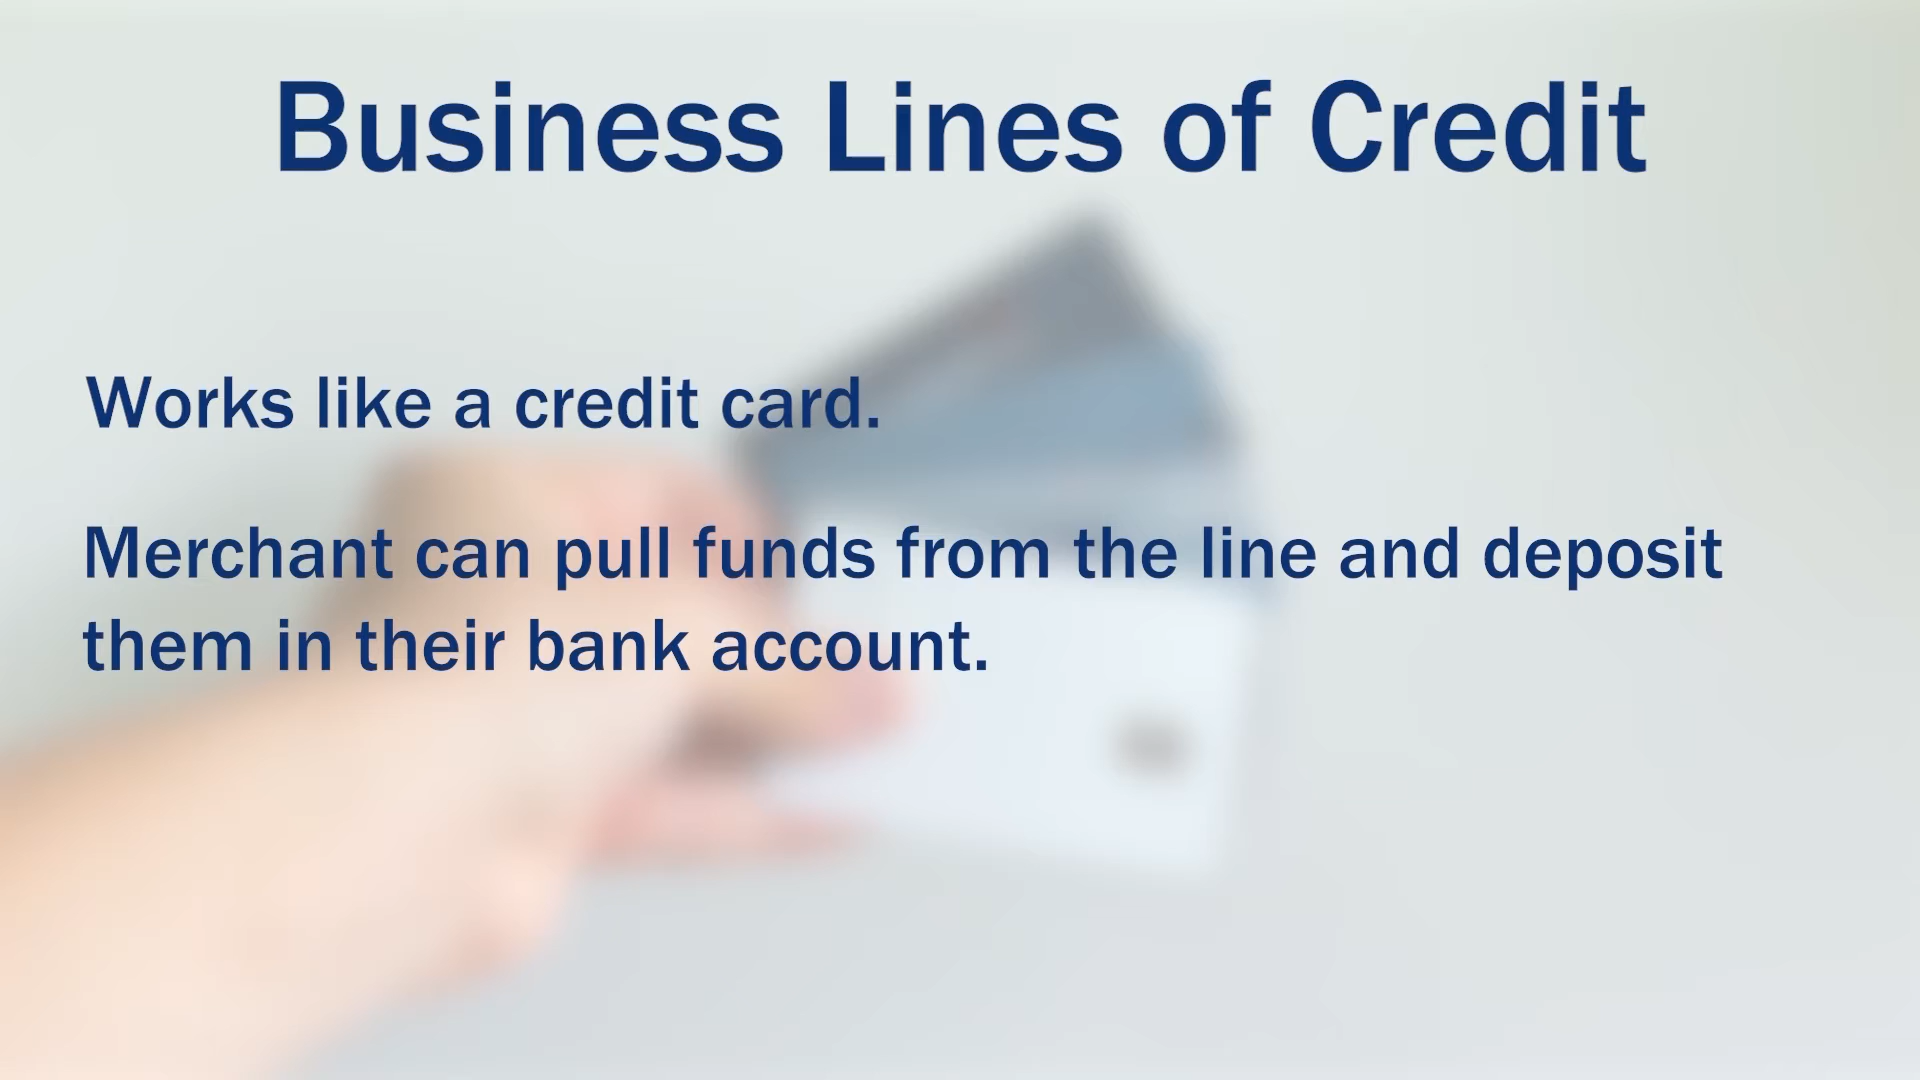 Business Lines of Credit
Works like a credit card.
Merchant can pull funds from the line and deposit
them in their bank account.